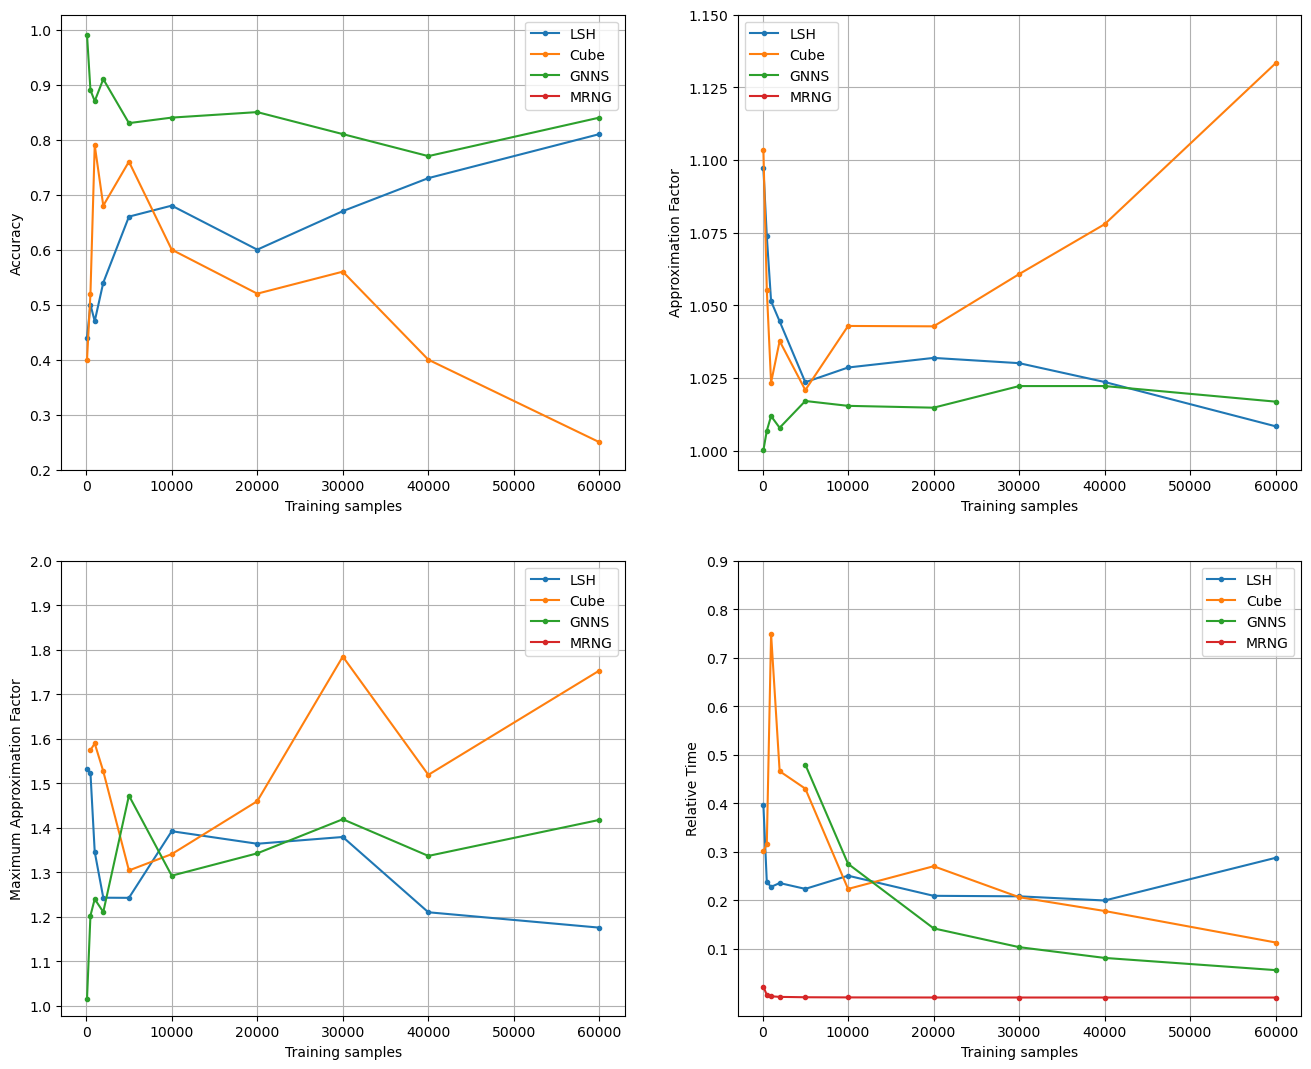 1.0
0.9
0.8
0.7
0.6
0.5
0.4
0.3
0.2
Accuracy
0 10000 20000 30000 40000 50000 60000
Training samples
LSH
Cube
GNNS
MRNG
1.150
1.125
1.100
1.075
1.050
1.025
1.000
Approximation Factor
0 10000 20000 30000 40000 50000 60000
Training samples
LSH
Cube
GNNS
MRNG
2.0
1.9
1.8
1.7
1.6
1.5
1.4
1.3
1.2
1.1
1.0
Maximum Approximation Factor
0 10000 20000 30000 40000 50000 60000
Training samples
LSH
Cube
GNNS
MRNG
0.9
0.8
0.7
0.6
0.5
0.4
0.3
0.2
0.1
Relative Time
0 10000 20000 30000 40000 50000 60000
Training samples
LSH
Cube
GNNS
MRNG